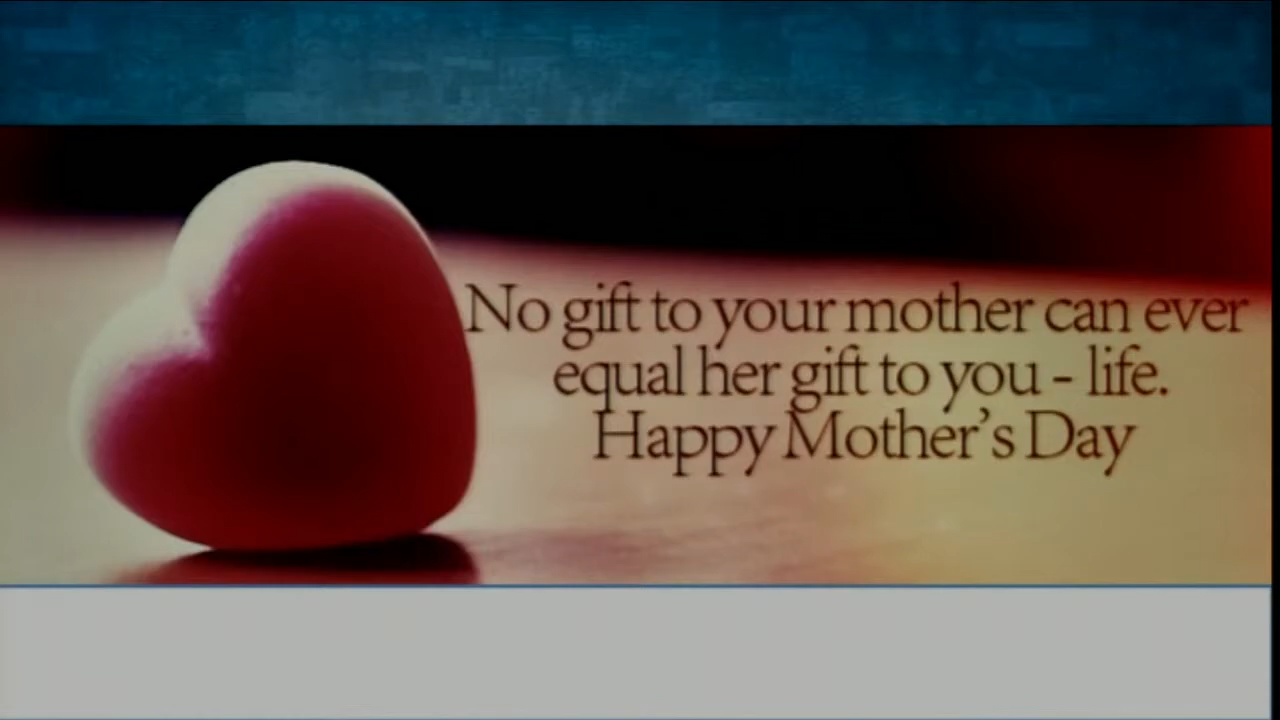 No gift to your mother can ever
equal her gift to you - life.
Happy Mother's Day